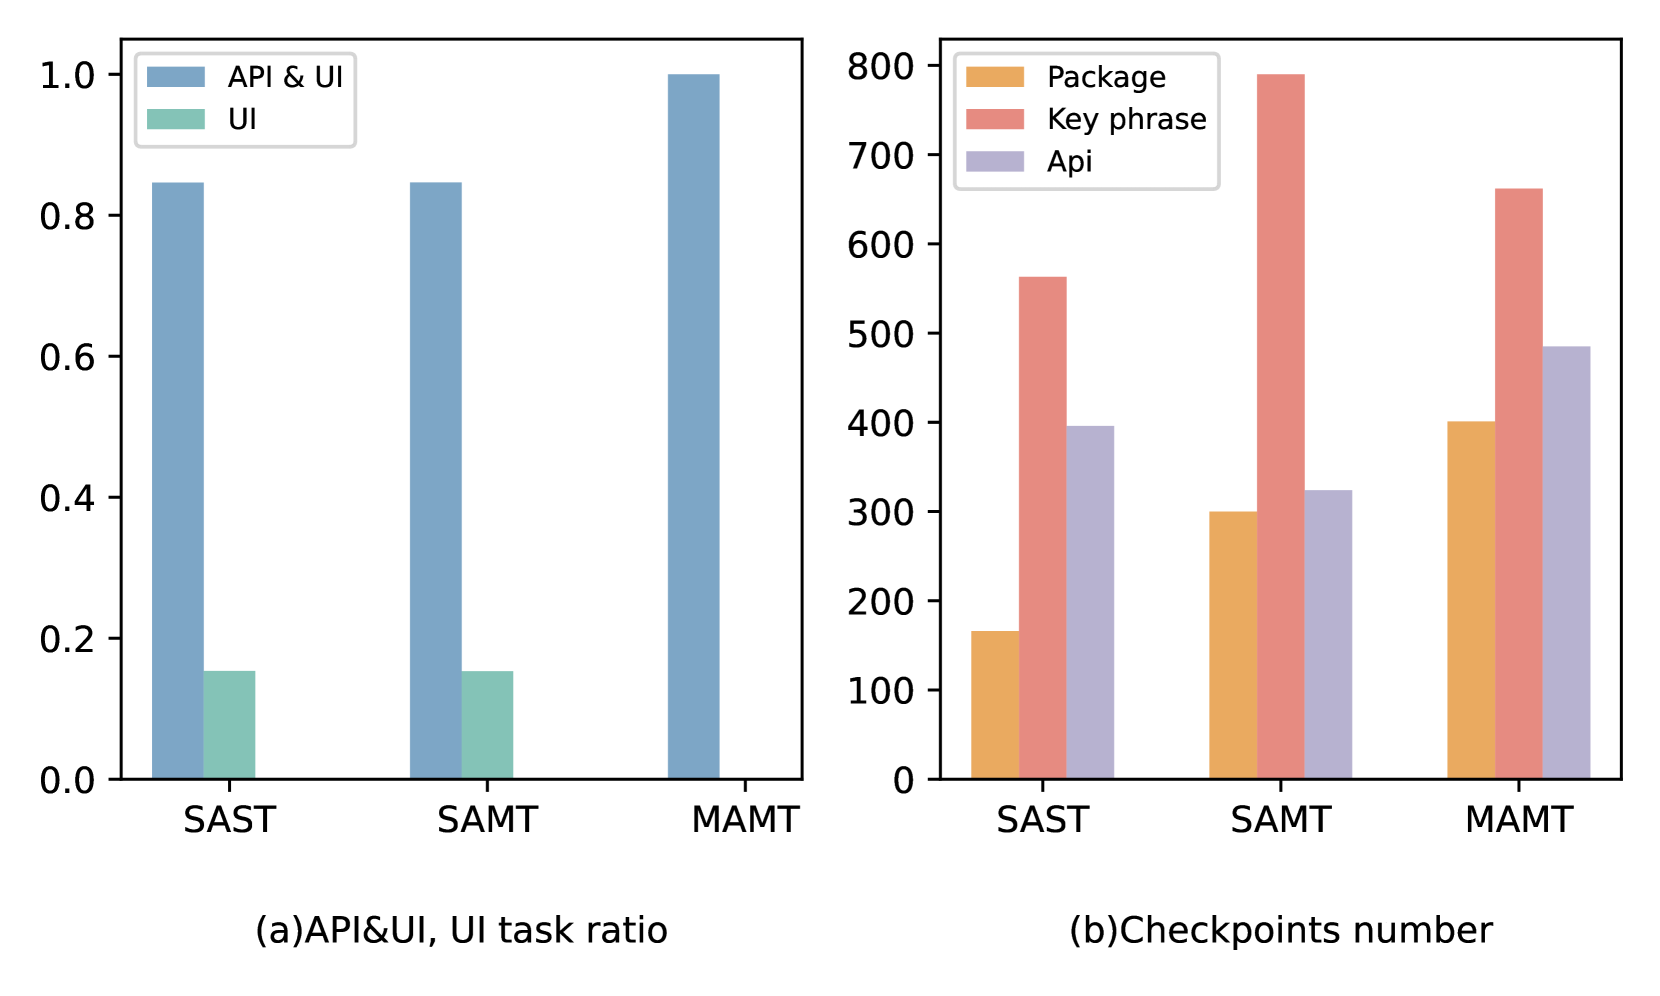 API & UI
UI
1.0
0.8
0.6
0.4
0.2
0.0
SAST
SAMT
MAMT
(a)API&UI, UI task ratio
Package
Key phrase
Api
800
700
600
500
400
300
200
100
0
SAST
SAMT
MAMT
(b)Checkpoints number